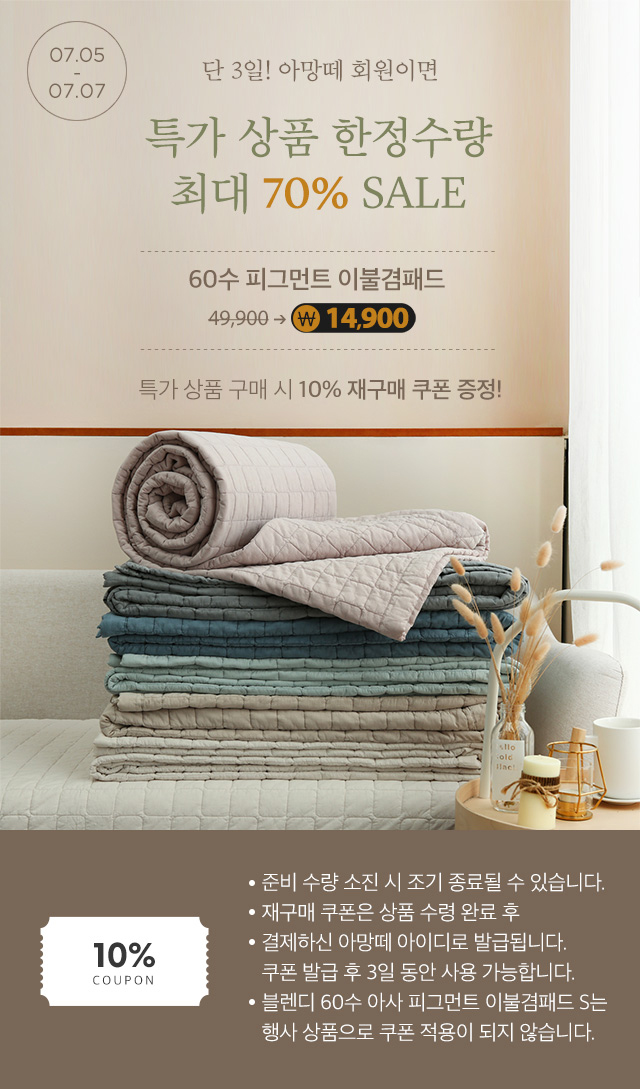 07.05
-
07.07
단 3일! 아망떼 회원이면
특가 상품 한정수량
최대 70% SALE
60수 피그먼트 이불겸패드
49,900 → ₩ 14,900
특가 상품 구매 시 10% 재구매 쿠폰 증정!
10%
COUPON
• 준비 수량 소진 시 조기 종료될 수 있습니다.
• 재구매 쿠폰은 상품 수령 완료 후
• 결제하신 아망떼 아이디로 발급됩니다.
쿠폰 발급 후 3일 동안 사용 가능합니다.
• 블렌디 60수 아사 피그먼트 이불겸패드 S는
행사 상품으로 쿠폰 적용이 되지 않습니다.